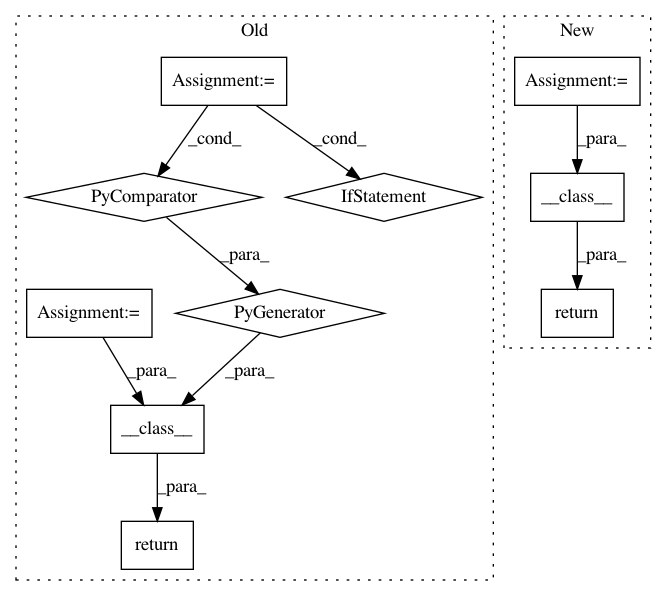 Old
New
Assignment:=
Assignment:=
_cond_
_cond_
_para_
PyComparator
IfStatement
__class__
_para_
_para_
Assignment:=
PyGenerator
return
_para_
_para_
__class__
_para_
return